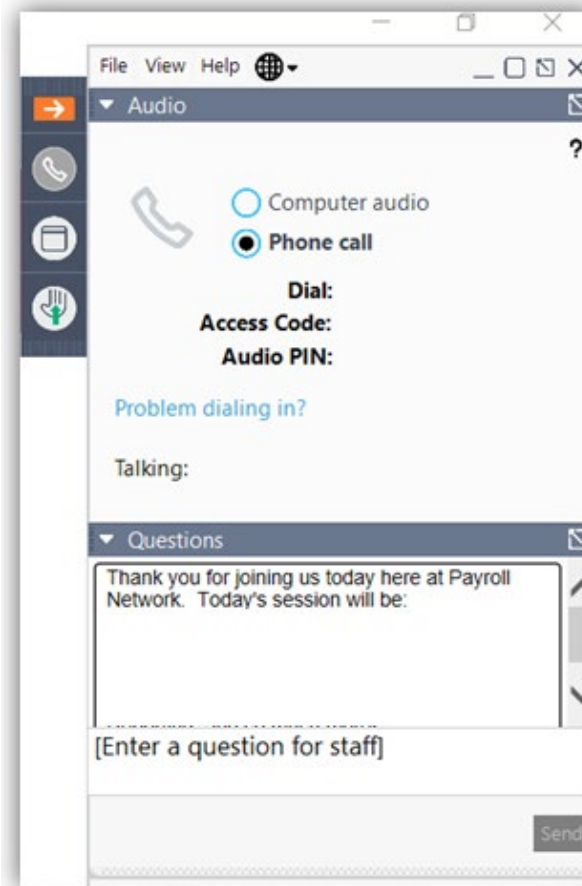 File View Help
Audio
?
Computer audio
Phone call
Dial:
Access Code:
Audio PIN:
Problem dialing in?
Talking:
Questions
Thank you for joining us today here at Payroll
Network. Today's session will be:
[Enter a question for staff]
Send